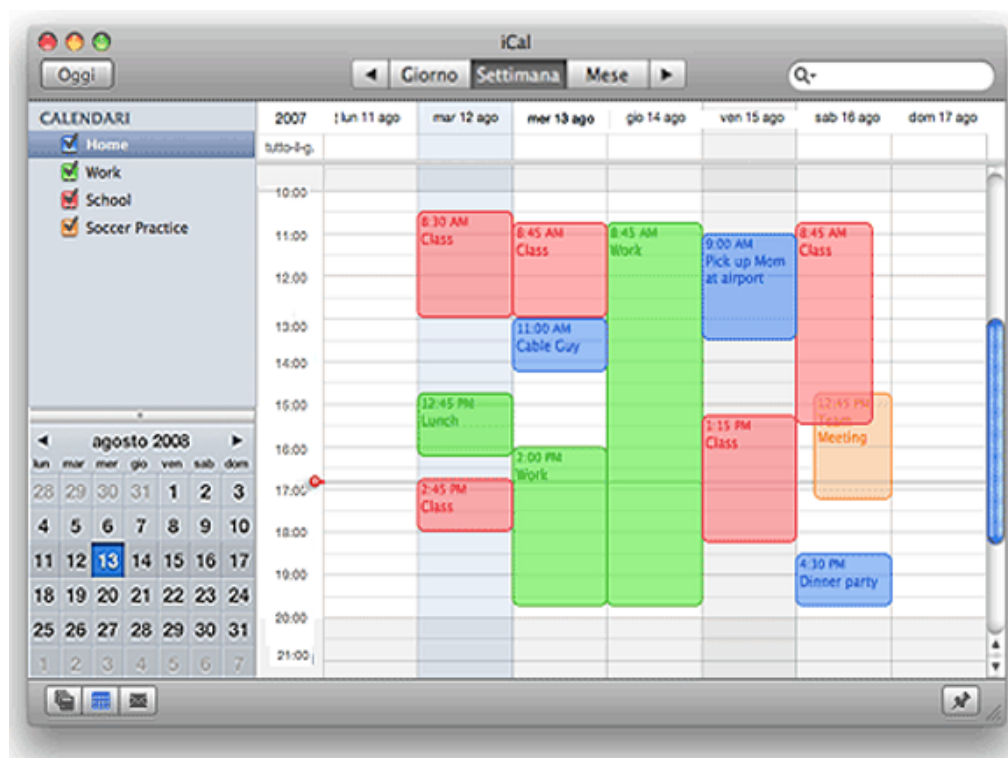 iCal
Oggi
Giorno Settimana Mese
CALENDARI
Home
Work
School
Soccer Practice
2007 lun 11 ago mar 12 ago mer 13 ago gio 14 ago ven 15 ago sab 16 ago dom 17 ago
tutto-il-g.
10:00
11:00
12:00
13:00
14:00
15:00
16:00
17:00
18:00
19:00
20:00
21:00
8:30 AM
Class
12:45 PM
Lunch
2:45 PM
Class
8:45 AM
Class
11:00 AM
Cable Guy
2:00 PM
Work
8:45 AM
Work
9:00 AM
Pick up Mom
at airport
1:15 PM
Class
8:45 AM
Class
12:45 PM
Team
Meeting
4:30 PM
Dinner party
agosto 2008
lun mar mer gio ven sab dom
28 29 30 31 1 2 3
4 5 6 7 8 9 10
11 12 13 14 15 16 17
18 19 20 21 22 23 24
25 26 27 28 29 30 31
1 2 3 4 5 6 7